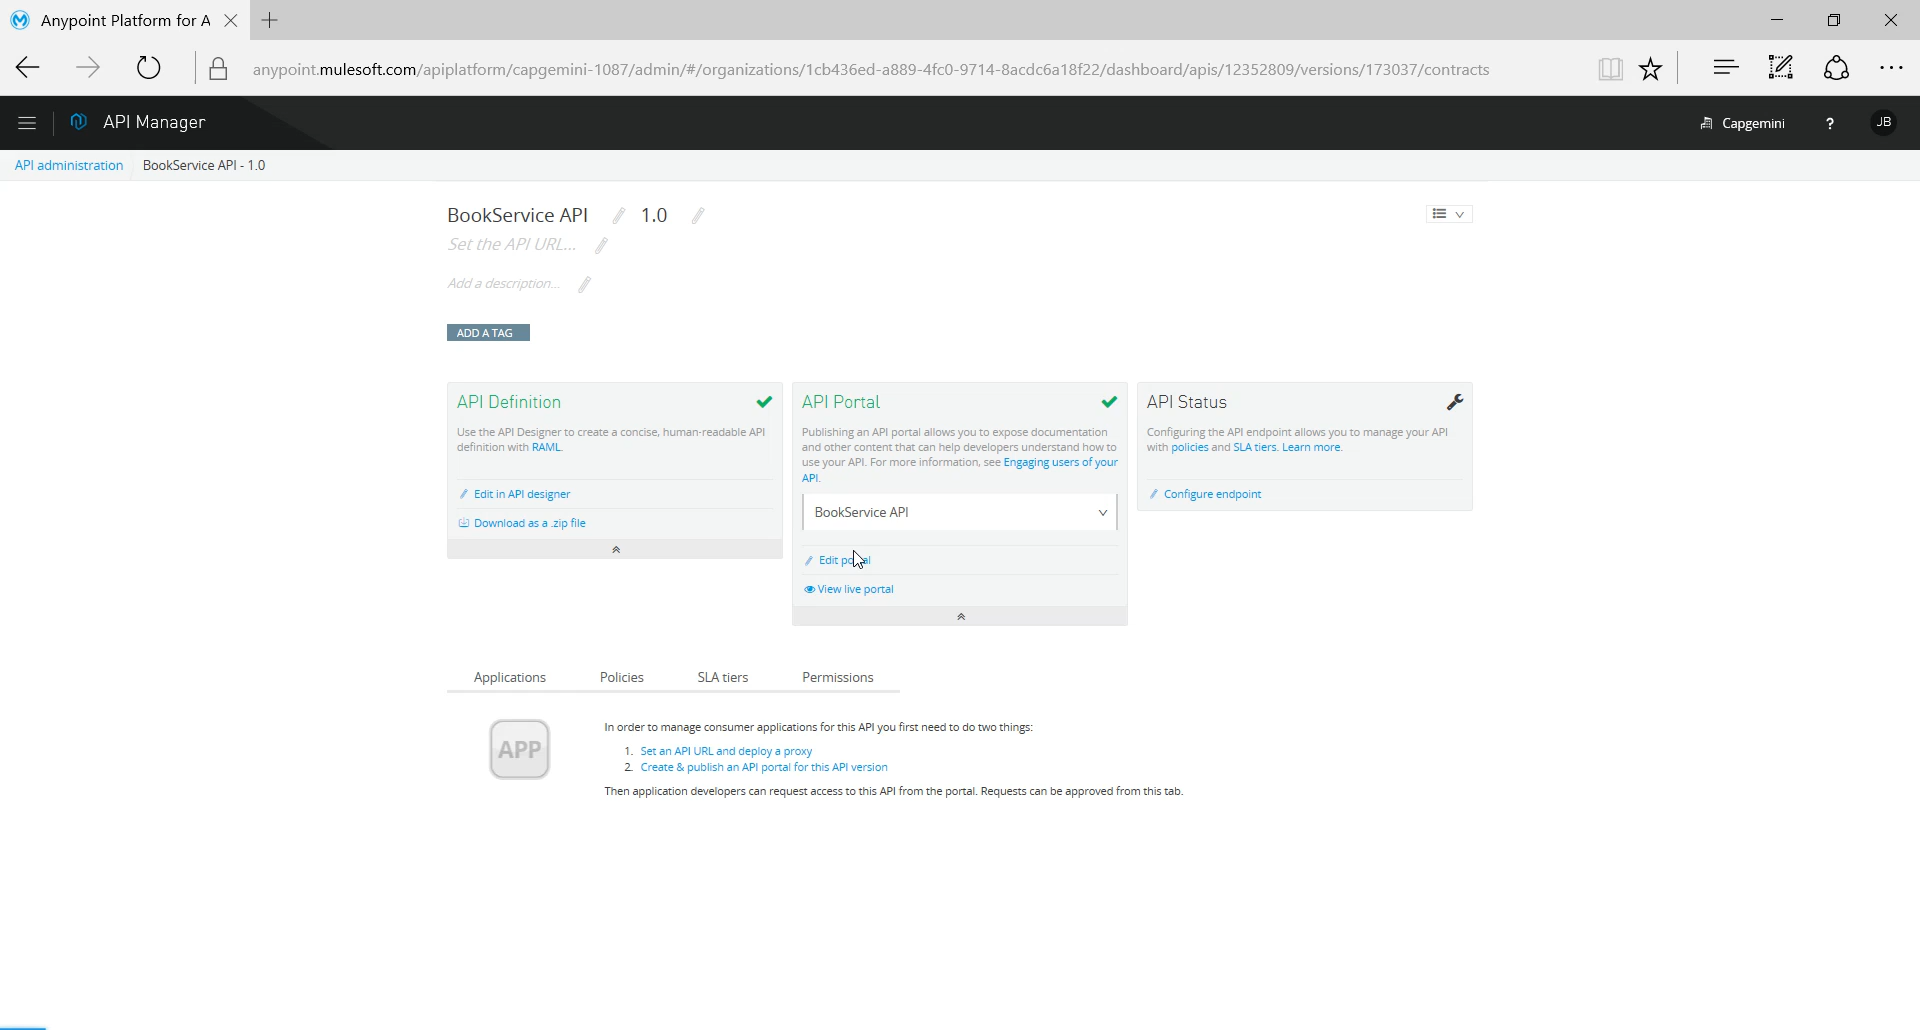 Anypoint Platform for A
anypoint.mulesoft.com/apiplatform/capgemini-1087/admin/#/organizations/1cb436ed-a889-4fc0-9714-8acdc6a18f22/dashboard/apis/12352809/versions/173037/contracts
API Manager
Capgemini
?
JB
API administration
BookService API - 1.0
BookService API 1.0
Set the API URL...
Add a description...
ADD A TAG
API Definition
Use the API Designer to create a concise, human-readable API
definition with RAML.
Edit in API designer
Download as a .zip file
API Portal
Publishing an API portal allows you to expose documentation
and other content that can help developers understand how to
use your API. For more information, see Engaging users of your
API.
BookService API
Edit portal
View live portal
API Status
Configuring the API endpoint allows you to manage your API
with policies and SLA tiers. Learn more.
Configure endpoint
Applications
Policies
SLA tiers
Permissions
APP
In order to manage consumer applications for this API you first need to do two things:
1. Set an API URL and deploy a proxy
2. Create & publish an API portal for this API version
Then application developers can request access to this API from the portal. Requests can be approved from this tab.